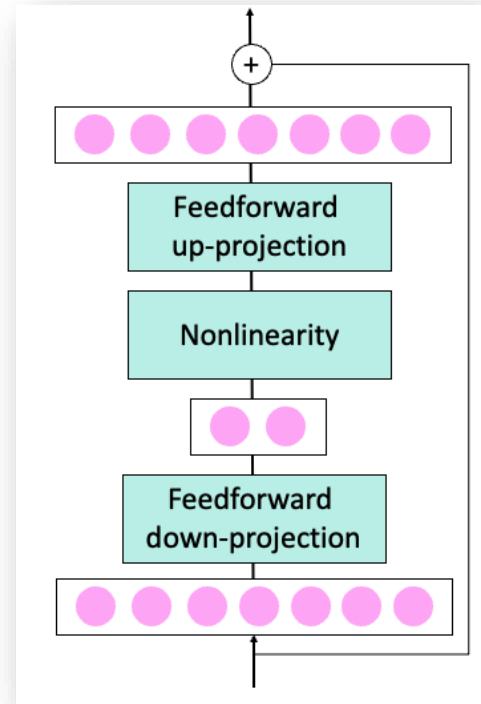 +
Feedforward
up-projection
Nonlinearity
Feedforward
down-projection